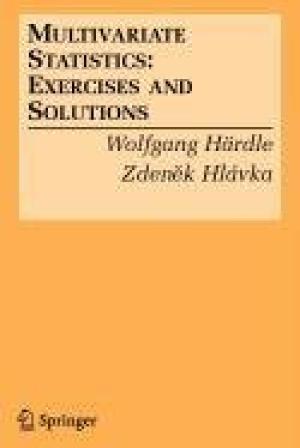 MULTIVARIATE
STATISTICS:
EXERCISES AND
SOLUTIONS
Wolfgang Härdle
Zdeněk Hlávka
Springer